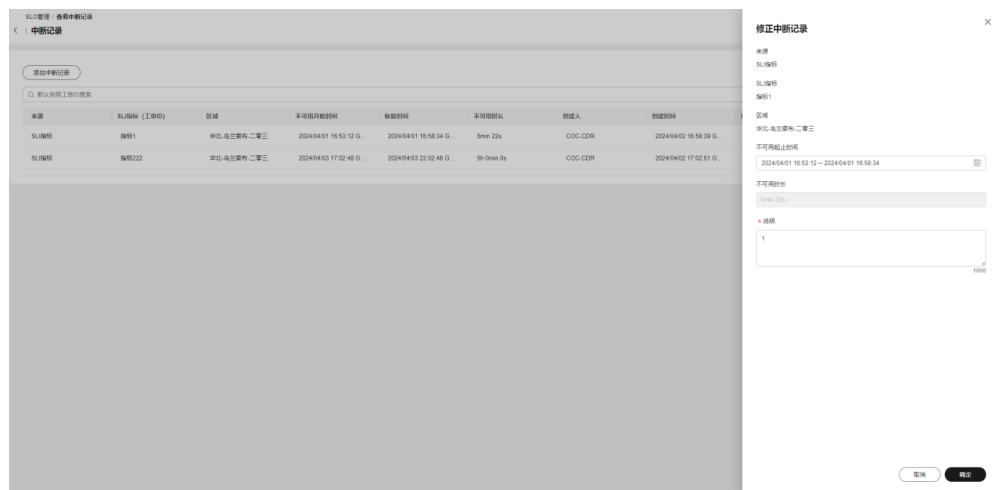 SLO管理 / 查看中断记录
中断记录
添加中断记录
默认按照工单ID搜索
来源 SLI指标 (工单ID) 区域 不可用开始时间 恢复时间 不可用时长 创建人 创建时间
SLI指标 指标1 华北-乌兰察布-二零三 2024/04/01 16:53:12 G... 2024/04/01 16:58:34 G... 5min 22s COC-CDR 2024/04/02 16:58:39 G...
SLI指标 指标222 华北-乌兰察布-二零三 2024/04/03 17:02:48 G... 2024/04/03 22:02:48 G... 5h 0min 0s COC-CDR 2024/04/02 17:02:51 G...
修正中断记录
来源
SLI指标
SLI指标
指标1
区域
华北-乌兰察布-二零三
不可用起止时间
2024/04/01 16:53:12 – 2024/04/01 16:58:34
不可用时长
5min 22s
* 说明
1
1/500
取消 确定